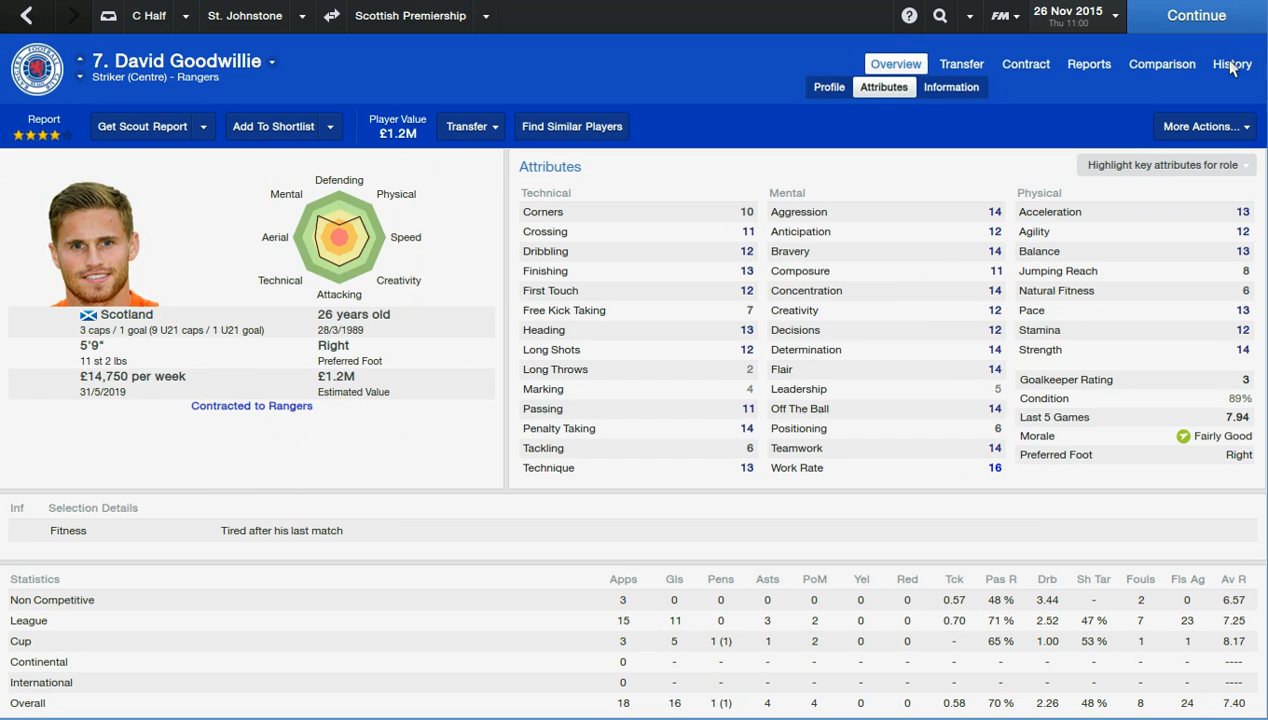 C Half St. Johnstone Scottish Premiership ? FM 26 Nov 2015 Continue
Thu 11:00
7. David Goodwillie
Striker (Centre) - Rangers
Overview Transfer Contract Reports Comparison History
Profile Attributes Information
Report Get Scout Report Add To Shortlist Player Value Transfer Find Similar Players More Actions...
£1.2M
Attributes Highlight key attributes for role
Technical Mental Physical
Corners 10 Aggression 14 Acceleration 13
Crossing 11 Anticipation 12 Agility 12
Dribbling 12 Bravery 14 Balance 13
Finishing 13 Composure 11 Jumping Reach 8
First Touch 12 Concentration 14 Natural Fitness 6
Free Kick Taking 7 Creativity 12 Pace 13
Heading 13 Decisions 12 Stamina 12
Long Shots 12 Determination 14 Strength 14
Long Throws 2 Flair 14
Marking 4 Leadership 5
Passing 11 Off The Ball 14
Penalty Taking 14 Positioning 6
Tackling 6 Teamwork 14
Technique 13 Work Rate 16
Goalkeeper Rating 3
Condition 89%
Last 5 Games 7.94
Morale Fairly Good
Preferred Foot Right
Defending
Mental Physical
Aerial Speed
Technical Creativity
Attacking
Scotland 26 years old
3 caps / 1 goal (9 U21 caps / 1 U21 goal) 28/3/1989
5'9" Right
11 st 2 lbs Preferred Foot
£14,750 per week £1.2M
31/5/2019 Estimated Value
Contracted to Rangers
Inf Selection Details
Fitness Tired after his last match
Statistics Apps Gls Pens Asts PoM Yel Red Tck Pas R Drb Sh Tar Fouls Fls Ag Av R
Non Competitive 3 0 0 0 0 0 0 0.57 48 % 3.44 - 2 0 6.57
League 15 11 0 3 2 0 0 0.70 71 % 2.52 47 % 7 23 7.25
Cup 3 5 1 (1) 1 2 0 0 - 65 % 1.00 53 % 1 1 8.17
Continental 0 - - - - - - - - - - - - ----
International 0 - - - - - - - - - - - - ----
Overall 18 16 1 (1) 4 4 0 0 0.58 70 % 2.26 48 % 8 24 7.40